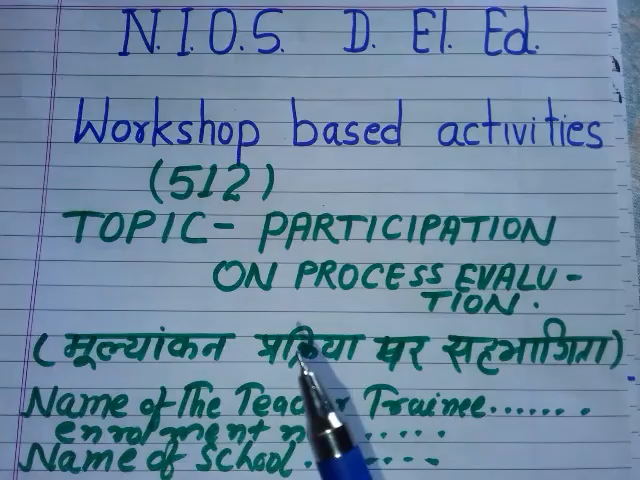 N.I.O.S. D. El. Ed.
Workshop based activities
(512)
TOPIC- PARTICIPATION
ON PROCESS EVALU-
TION.
(मूल्यांकन प्रक्रिया पर सहभागिता)
Name of The Teacher Trainee.......
enrolment n .....
Name of School.......